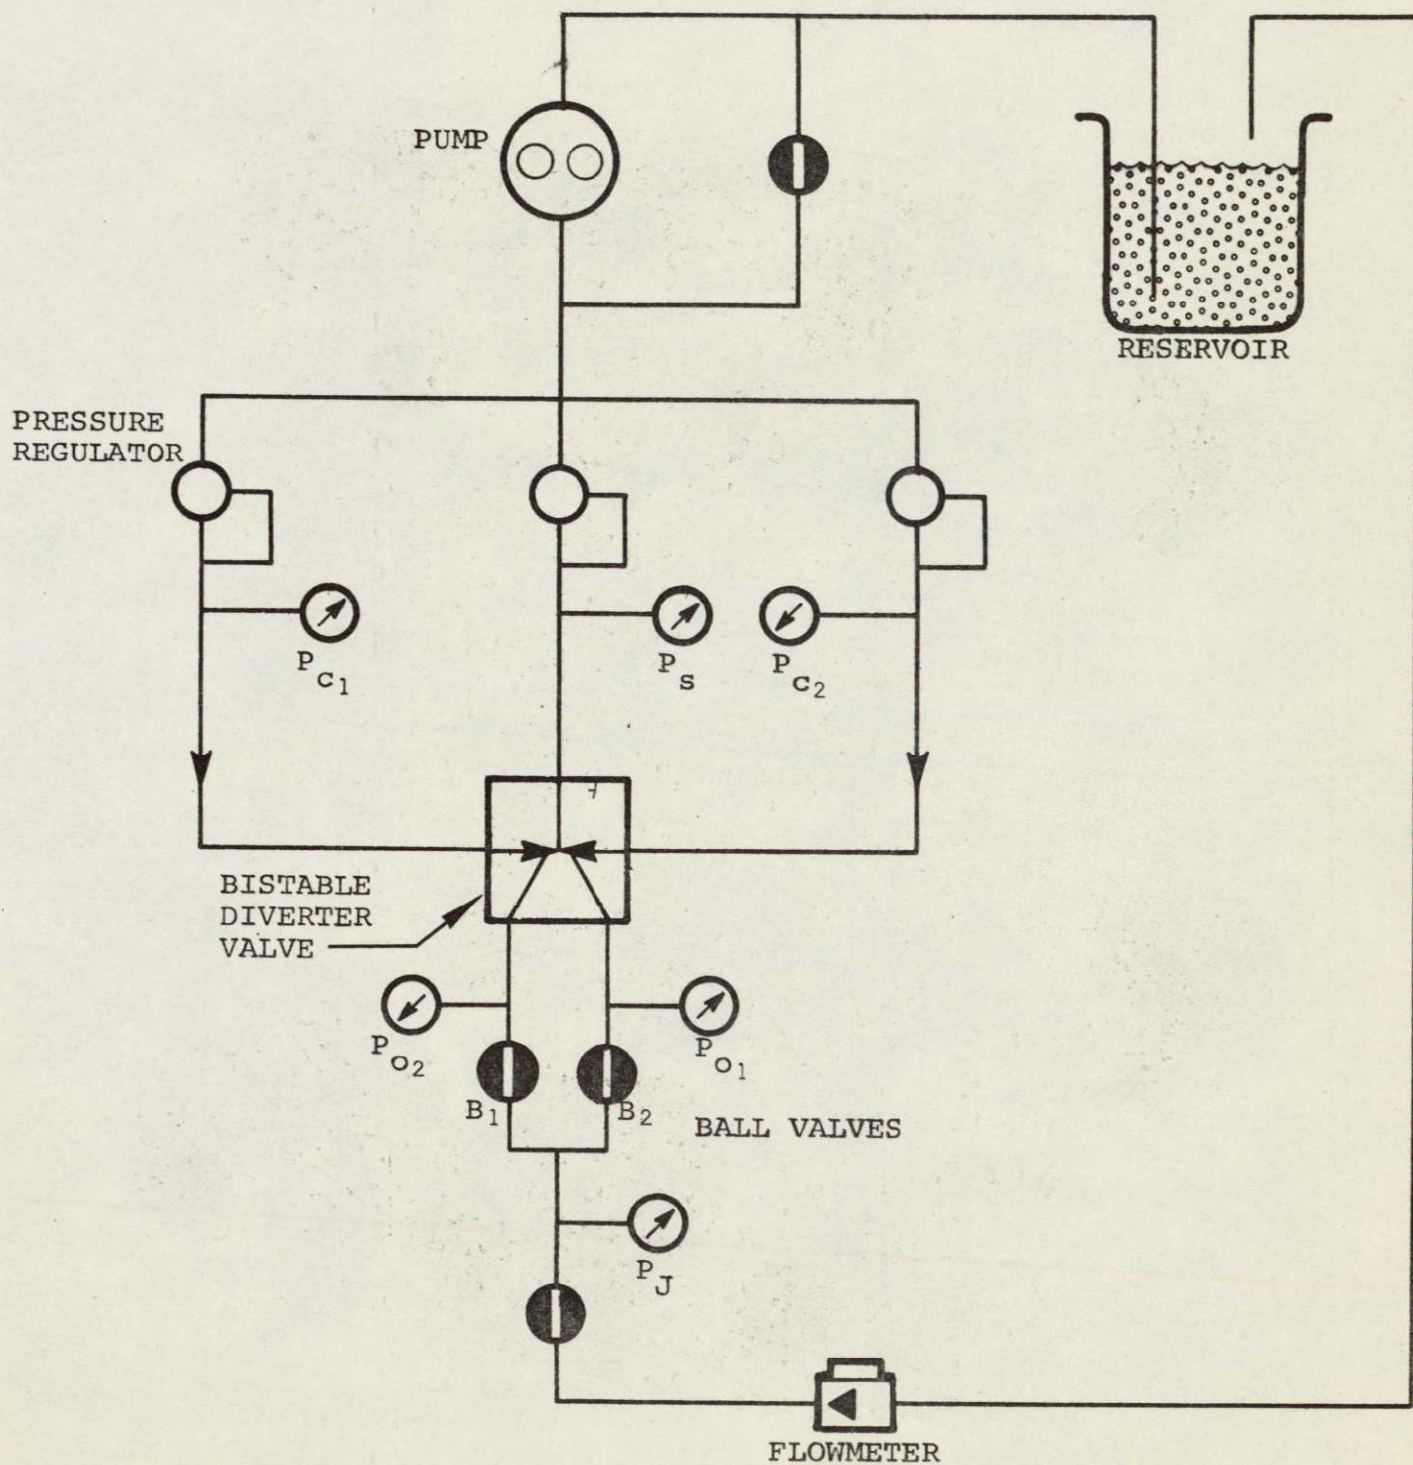 PUMP
RESERVOIR
PRESSURE
REGULATOR
Pc1
Ps
Pc2
BISTABLE
DIVERTER
VALVE
Po2
Po1
B1
B2
BALL VALVES
PJ
FLOWMETER